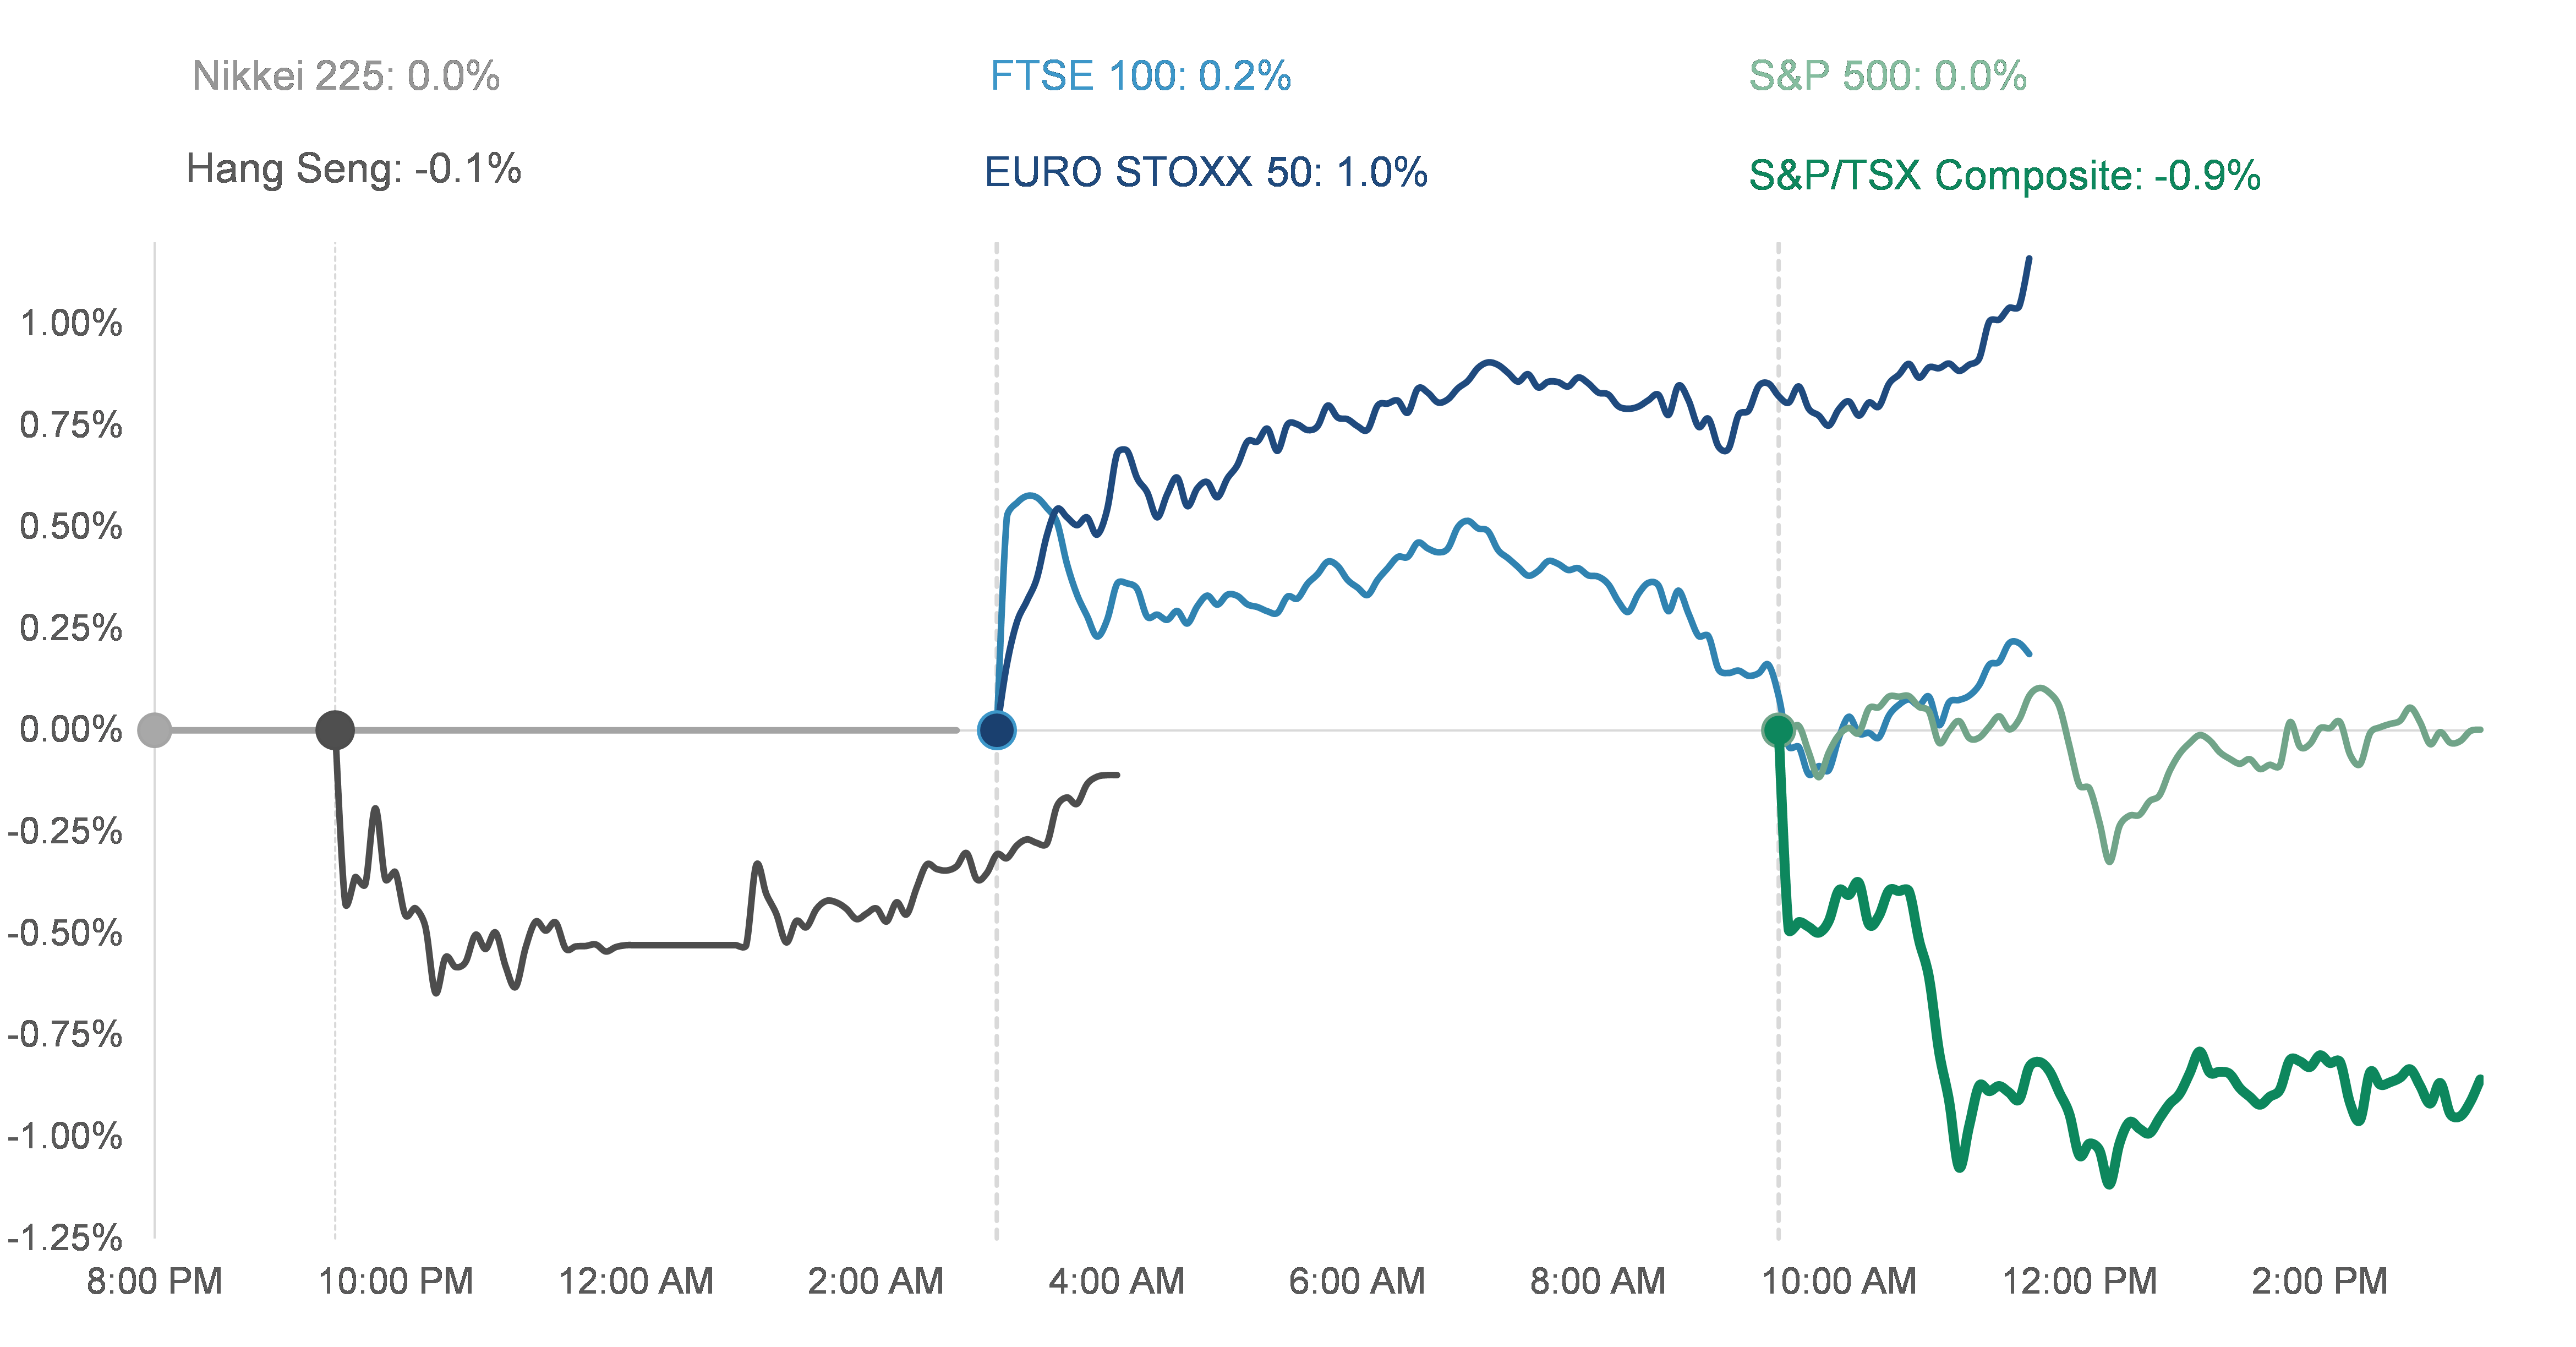 Nikkei 225: 0.0%
FTSE 100: 0.2%
S&P 500: 0.0%
Hang Seng: -0.1%
EURO STOXX 50: 1.0%
S&P/TSX Composite: -0.9%
1.00%
0.75%
0.50%
0.25%
0.00%
-0.25%
-0.50%
-0.75%
-1.00%
-1.25%
8:00 PM
10:00 PM
12:00 AM
2:00 AM
4:00 AM
6:00 AM
8:00 AM
10:00 AM
12:00 PM
2:00 PM